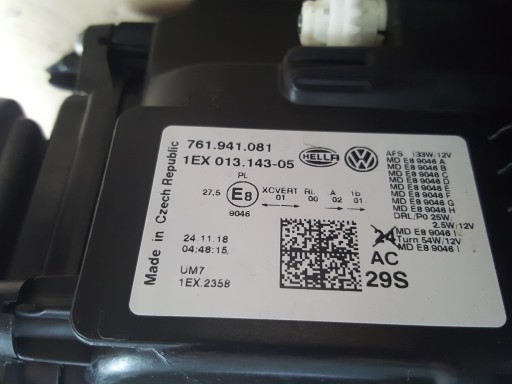 Made in Czech Republic
761.941.081
1EX 013.143-05
HELLA
PL
27,5 E8 XCVERT Ri. A 1b
01 00 02 01
9046
24.11.18
04:48:15
UM7
1EX.2358
AFS 133W/12V
MD E8 9046 A
MD E8 9046 B
MD E8 9046 C
MD E8 9046 D
MD E8 9046 E
MD E8 9046 F
MD E8 9046 G
MD E8 9046 H
DRL/P0 25W/
2.5W/12V
MD E8 9046 I
Turn 54W/12V
MD E8 9046 I
AC
29S